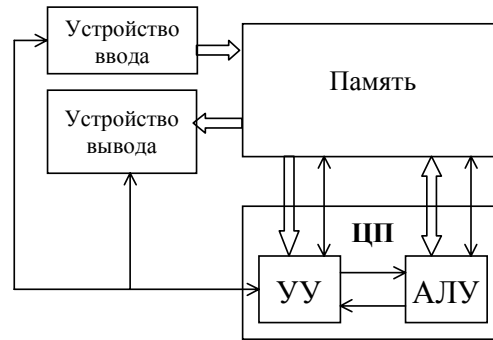 Устройство
ввода
Память
Устройство
вывода
ЦП
УУ
АЛУ